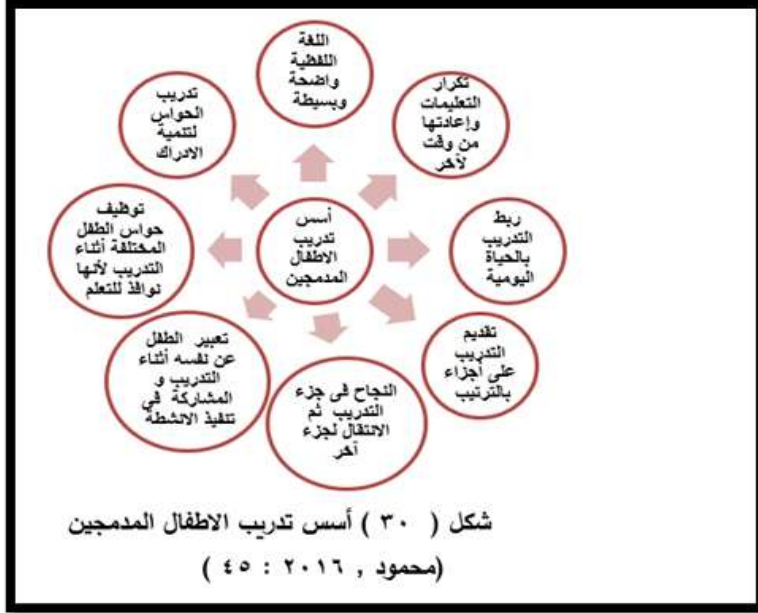 اللغة
اللفظية
واضحة
وبسيطة
تكرار
التعليمات
وإعادتها
من وقت
لآخر
ربط
التدريب
بالحياة
اليومية
تقديم
التدريب
على أجزاء
بالترتيب
النجاح فى جزء
التدريب ثم
الانتقال لجزء
آخر
تعبير الطفل
عن نفسه أثناء
التدريب و
المشاركة في
تنفيذ الانشطة
توظيف
حواس الطفل
المختلفة أثناء
التدريب لأنها
نوافذ للتعلم
تدريب
الحواس
لتنمية
الادراك
أسس
تدريب
الاطفال
المدمجين
شكل ( ٣٠ ) أسس تدريب الاطفال المدمجين
(محمود , ٢٠١٦ : ٤٥ )